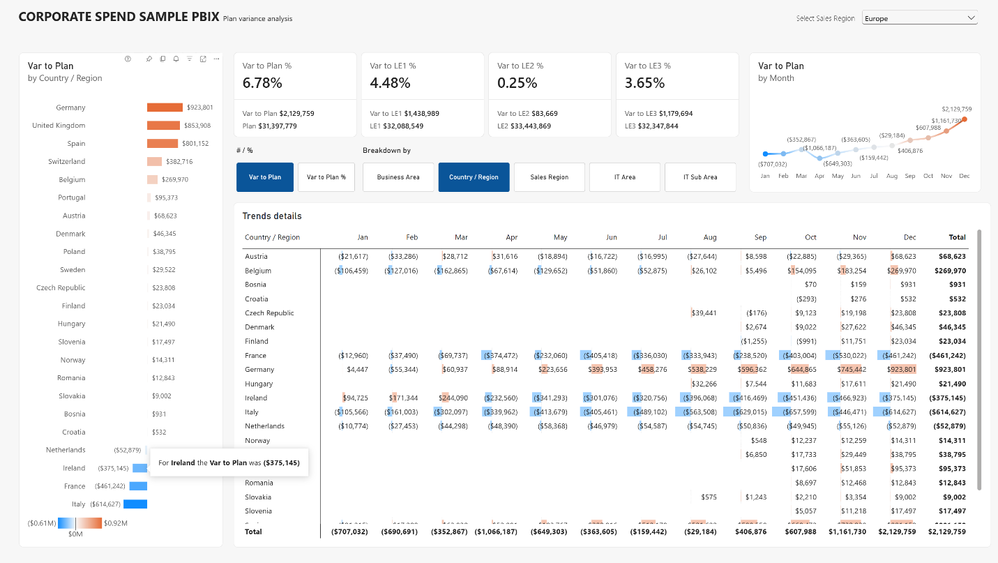 CORPORATE SPEND SAMPLE PBIX Plan variance analysis
Select Sales Region Europe
Var to Plan
by Country / Region
Germany $923,801
United Kingdom $853,908
Spain $801,152
Switzerland $382,716
Belgium $269,970
Portugal $95,373
Austria $68,623
Denmark $46,345
Poland $38,795
Sweden $29,522
Czech Republic $23,808
Finland $23,034
Hungary $21,490
Slovenia $17,497
Norway $14,311
Romania $12,843
Slovakia $9,002
Bosnia $931
Croatia $532
Netherlands ($52,879)
Ireland ($375,145)
France ($461,242)
Italy ($614,627)
($0.61M) $0.92M
$0M
For Ireland the Var to Plan was ($375,145)
Var to Plan %
6.78%
Var to Plan $2,129,759
Plan $31,397,779
Var to LE1 %
4.48%
Var to LE1 $1,438,989
LE1 $32,088,549
Var to LE2 %
0.25%
Var to LE2 $83,669
LE2 $33,443,869
Var to LE3 %
3.65%
Var to LE3 $1,179,694
LE3 $32,347,844
# / %
Var to Plan Var to Plan %
Breakdown by
Business Area Country / Region Sales Region IT Area IT Sub Area
Var to Plan
by Month
($707,032) ($352,867) ($1,066,187) ($649,303) ($363,605) ($159,442) ($29,184) $406,876 $607,988 $1,161,730 $2,129,759
Jan Feb Mar Apr May Jun Jul Aug Sep Oct Nov Dec
Trends details
Country / Region Jan Feb Mar Apr May Jun Jul Aug Sep Oct Nov Dec Total
Austria ($21,617) ($33,286) $28,712 $31,616 ($18,894) ($16,722) ($16,995) ($27,644) $8,598 ($22,885) ($29,365) $68,623 $68,623
Belgium ($106,459) ($127,016) ($162,865) ($67,614) ($129,652) ($51,860) ($52,875) $26,102 $5,496 $154,095 $183,254 $269,970 $269,970
Bosnia $70 $159 $931 $931
Croatia ($293) $276 $532 $532
Czech Republic $39,441 ($176) $9,123 $19,198 $23,808 $23,808
Denmark $2,674 $9,022 $27,622 $46,345 $46,345
Finland ($1,255) ($991) $11,751 $23,034 $23,034
France ($12,960) ($37,490) ($69,737) ($374,472) ($232,060) ($405,418) ($336,030) ($333,943) ($238,520) ($403,004) ($530,022) ($461,242) ($461,242)
Germany $4,447 ($55,344) $60,937 $88,914 $223,656 $393,953 $458,276 $538,229 $596,362 $644,865 $745,442 $923,801 $923,801
Hungary $32,266 $7,544 $11,683 $17,611 $21,490 $21,490
Ireland $94,725 $171,344 $244,090 ($232,560) ($341,293) ($301,076) ($320,756) ($396,068) ($416,469) ($451,436) ($466,923) ($375,145) ($375,145)
Italy ($105,566) ($161,003) ($302,097) ($339,962) ($413,679) ($405,461) ($489,102) ($563,508) ($629,015) ($657,599) ($446,471) ($614,627) ($614,627)
Netherlands ($10,774) ($27,453) ($44,298) ($48,390) ($58,368) ($46,979) ($54,587) ($54,745) ($50,836) ($49,945) ($55,126) ($52,879) ($52,879)
Norway $548 $12,237 $12,259 $14,311 $14,311
$6,850 $17,733 $29,449 $38,795 $38,795
$17,606 $51,853 $95,373 $95,373
Romania $8,697 $12,468 $12,843 $12,843
Slovakia $575 $1,243 $2,210 $3,354 $9,002 $9,002
Slovenia $5,057 $11,218 $17,497 $17,497
Total ($707,032) ($690,691) ($352,867) ($1,066,187) ($649,303) ($363,605) ($159,442) ($29,184) $406,876 $607,988 $1,161,730 $2,129,759 $2,129,759